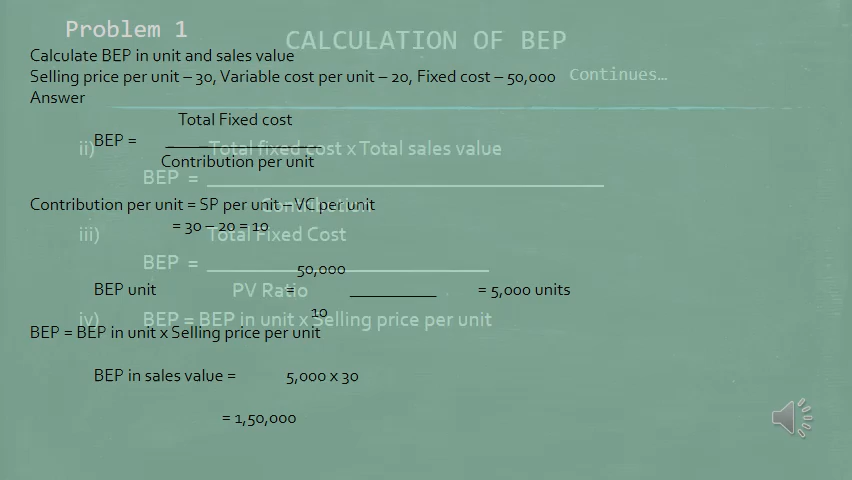 Problem 1
CALCULATION OF BEP
Calculate BEP in unit and sales value
Selling price per unit – 30, Variable cost per unit – 20, Fixed cost – 50,000
Continues…
Answer
Total Fixed cost
BEP =
Contribution per unit
ii) Total fixed cost x Total sales value
BEP =
Contribution
Contribution per unit = SP per unit – VC per unit
= 30 – 20 = 10
iii) Total Fixed Cost
BEP =
PV Ratio
50,000
BEP unit = = 5,000 units
10
iv) BEP = BEP in unit x Selling price per unit
BEP = BEP in unit x Selling price per unit
BEP in sales value = 5,000 x 30
= 1,50,000